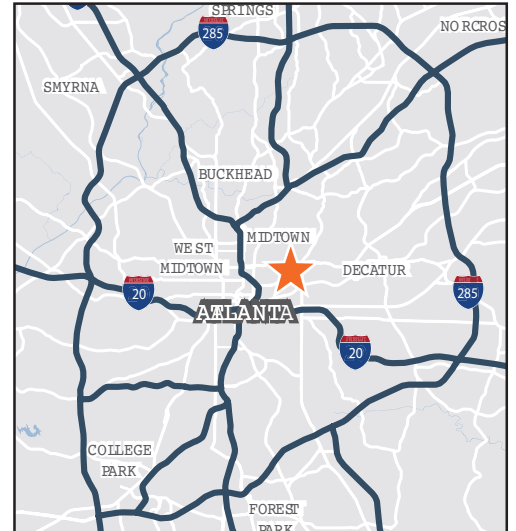 SPRINGS
285
NORCROS
SMYRNA
BUCKHEAD
MIDTOWN
WEST
MIDTOWN
DECATUR
20
285
ATLANTA
20
COLLEGE
PARK
FOREST
PARK